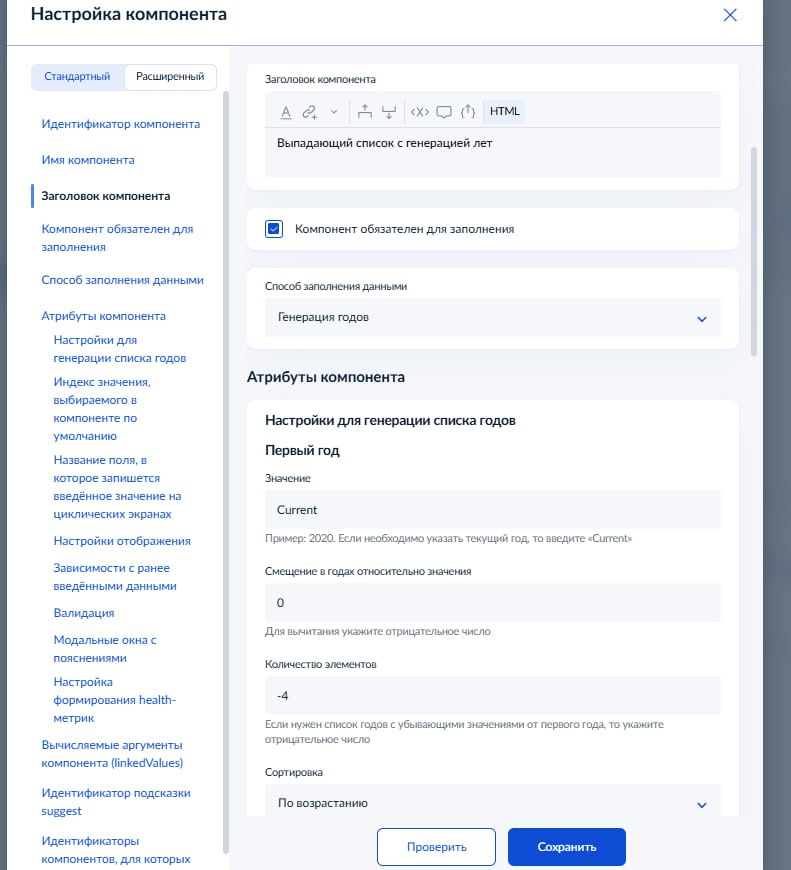 Настройка компонента
Стандартный
Расширенный
Идентификатор компонента
Имя компонента
Заголовок компонента
Компонент обязателен для
заполнения
Способ заполнения данными
Атрибуты компонента
Настройки для
генерации списка годов
Индекс значения,
выбираемого в
компоненте по
умолчанию
Название поля, в
которое запишется
введённое значение на
циклических экранах
Настройки отображения
Зависимости с ранее
введёнными данными
Валидация
Модальные окна с
пояснениями
Настройка
формирования health-
метрик
Вычисляемые аргументы
компонента (linkedValues)
Идентификатор подсказки
suggest
Идентификаторы
компонентов, для которых
Заголовок компонента
A
<X>
HTML
Выпадающий список с генерацией лет
Компонент обязателен для заполнения
Способ заполнения данными
Генерация годов
Атрибуты компонента
Настройки для генерации списка годов
Первый год
Значение
Current
Пример: 2020. Если необходимо указать текущий год, то введите «Current»
Смещение в годах относительно значения
0
Для вычитания укажите отрицательное число
Количество элементов
-4
Если нужен список годов с убывающими значениями от первого года, то укажите
отрицательное число
Сортировка
По возрастанию
Проверить
Сохранить